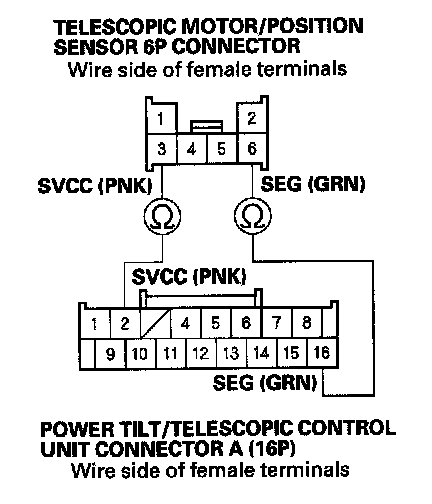 TELESCOPIC MOTOR/POSITION
SENSOR 6P CONNECTOR
Wire side of female terminals
1 2
3 4 5 6
SVCC (PNK) SEG (GRN)
Ω Ω
SVCC (PNK)
1 2 4 5 6 7 8
9 10 11 12 13 14 15 16
SEG (GRN)
POWER TILT/TELESCOPIC CONTROL
UNIT CONNECTOR A (16P)
Wire side of female terminals